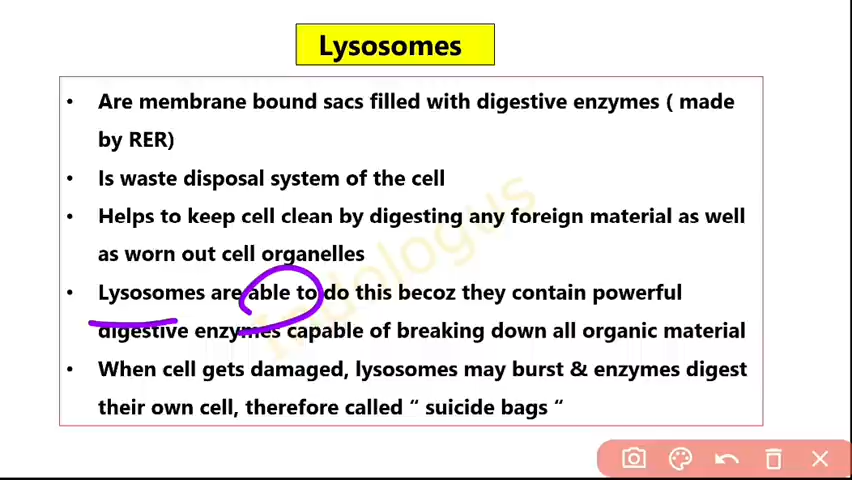 Lysosomes
• Are membrane bound sacs filled with digestive enzymes ( made
by RER)
• Is waste disposal system of the cell
• Helps to keep cell clean by digesting any foreign material as well
as worn out cell organelles
• Lysosomes are able to do this becoz they contain powerful
digestive enzymes capable of breaking down all organic material
• When cell gets damaged, lysosomes may burst & enzymes digest
their own cell, therefore called “ suicide bags “